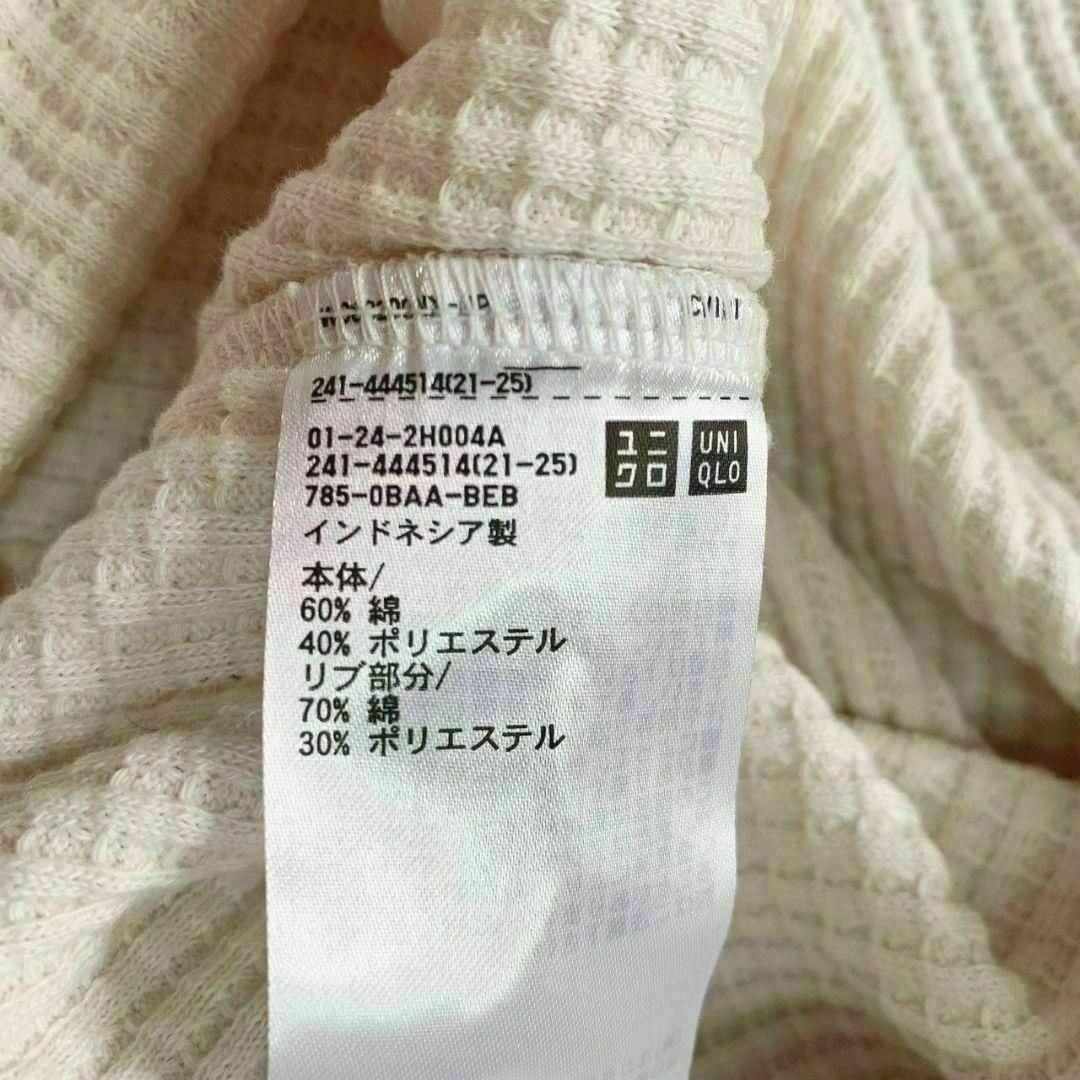 241-444514(21-25)
01-24-2H004A
241-444514(21-25)
785-0BAA-BEB
ユニ
クロ
UNI
QLO
インドネシア製
本体/
60% 綿
40% ポリエステル
リブ部分/
70% 綿
30% ポリエステル